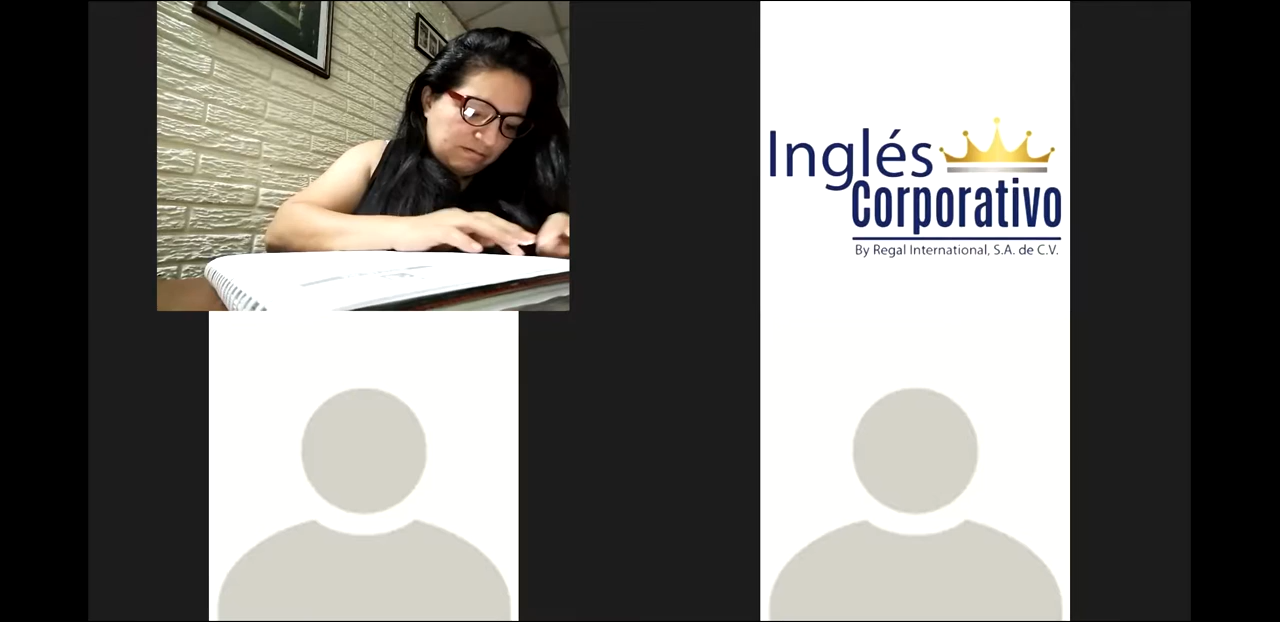 Inglés
Corporativo
By Regal International, S.A. de C.V.